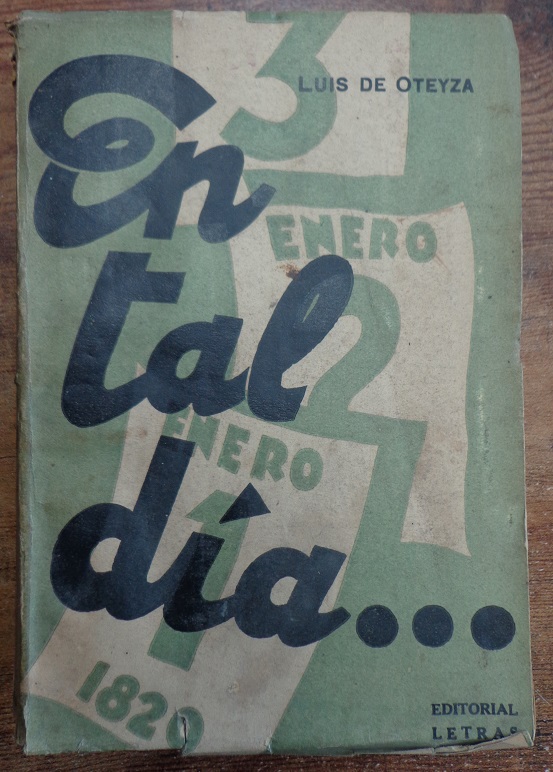 3
LUIS DE OTEYZA
En
ENERO
2
tal
ENERO
1
día...
1820
EDITORIAL
LETRAS